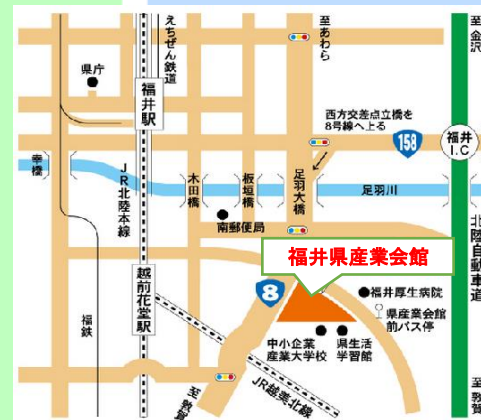 至あわら
至金沢
えちぜん鉄道
県庁
福井駅
西方交差点立橋を
8号線へ上る
158
福井
I.C
幸橋
JR北陸本線
木田橋
板垣橋
足羽大橋
足羽川
南郵便局
北陸自動車道
福井県産業会館
越前花堂駅
8
福井厚生病院
県産業会館
前バス停
福鉄
中小企業
産業大学校
県生活
学習館
JR越美北線
至敦賀
至敦賀